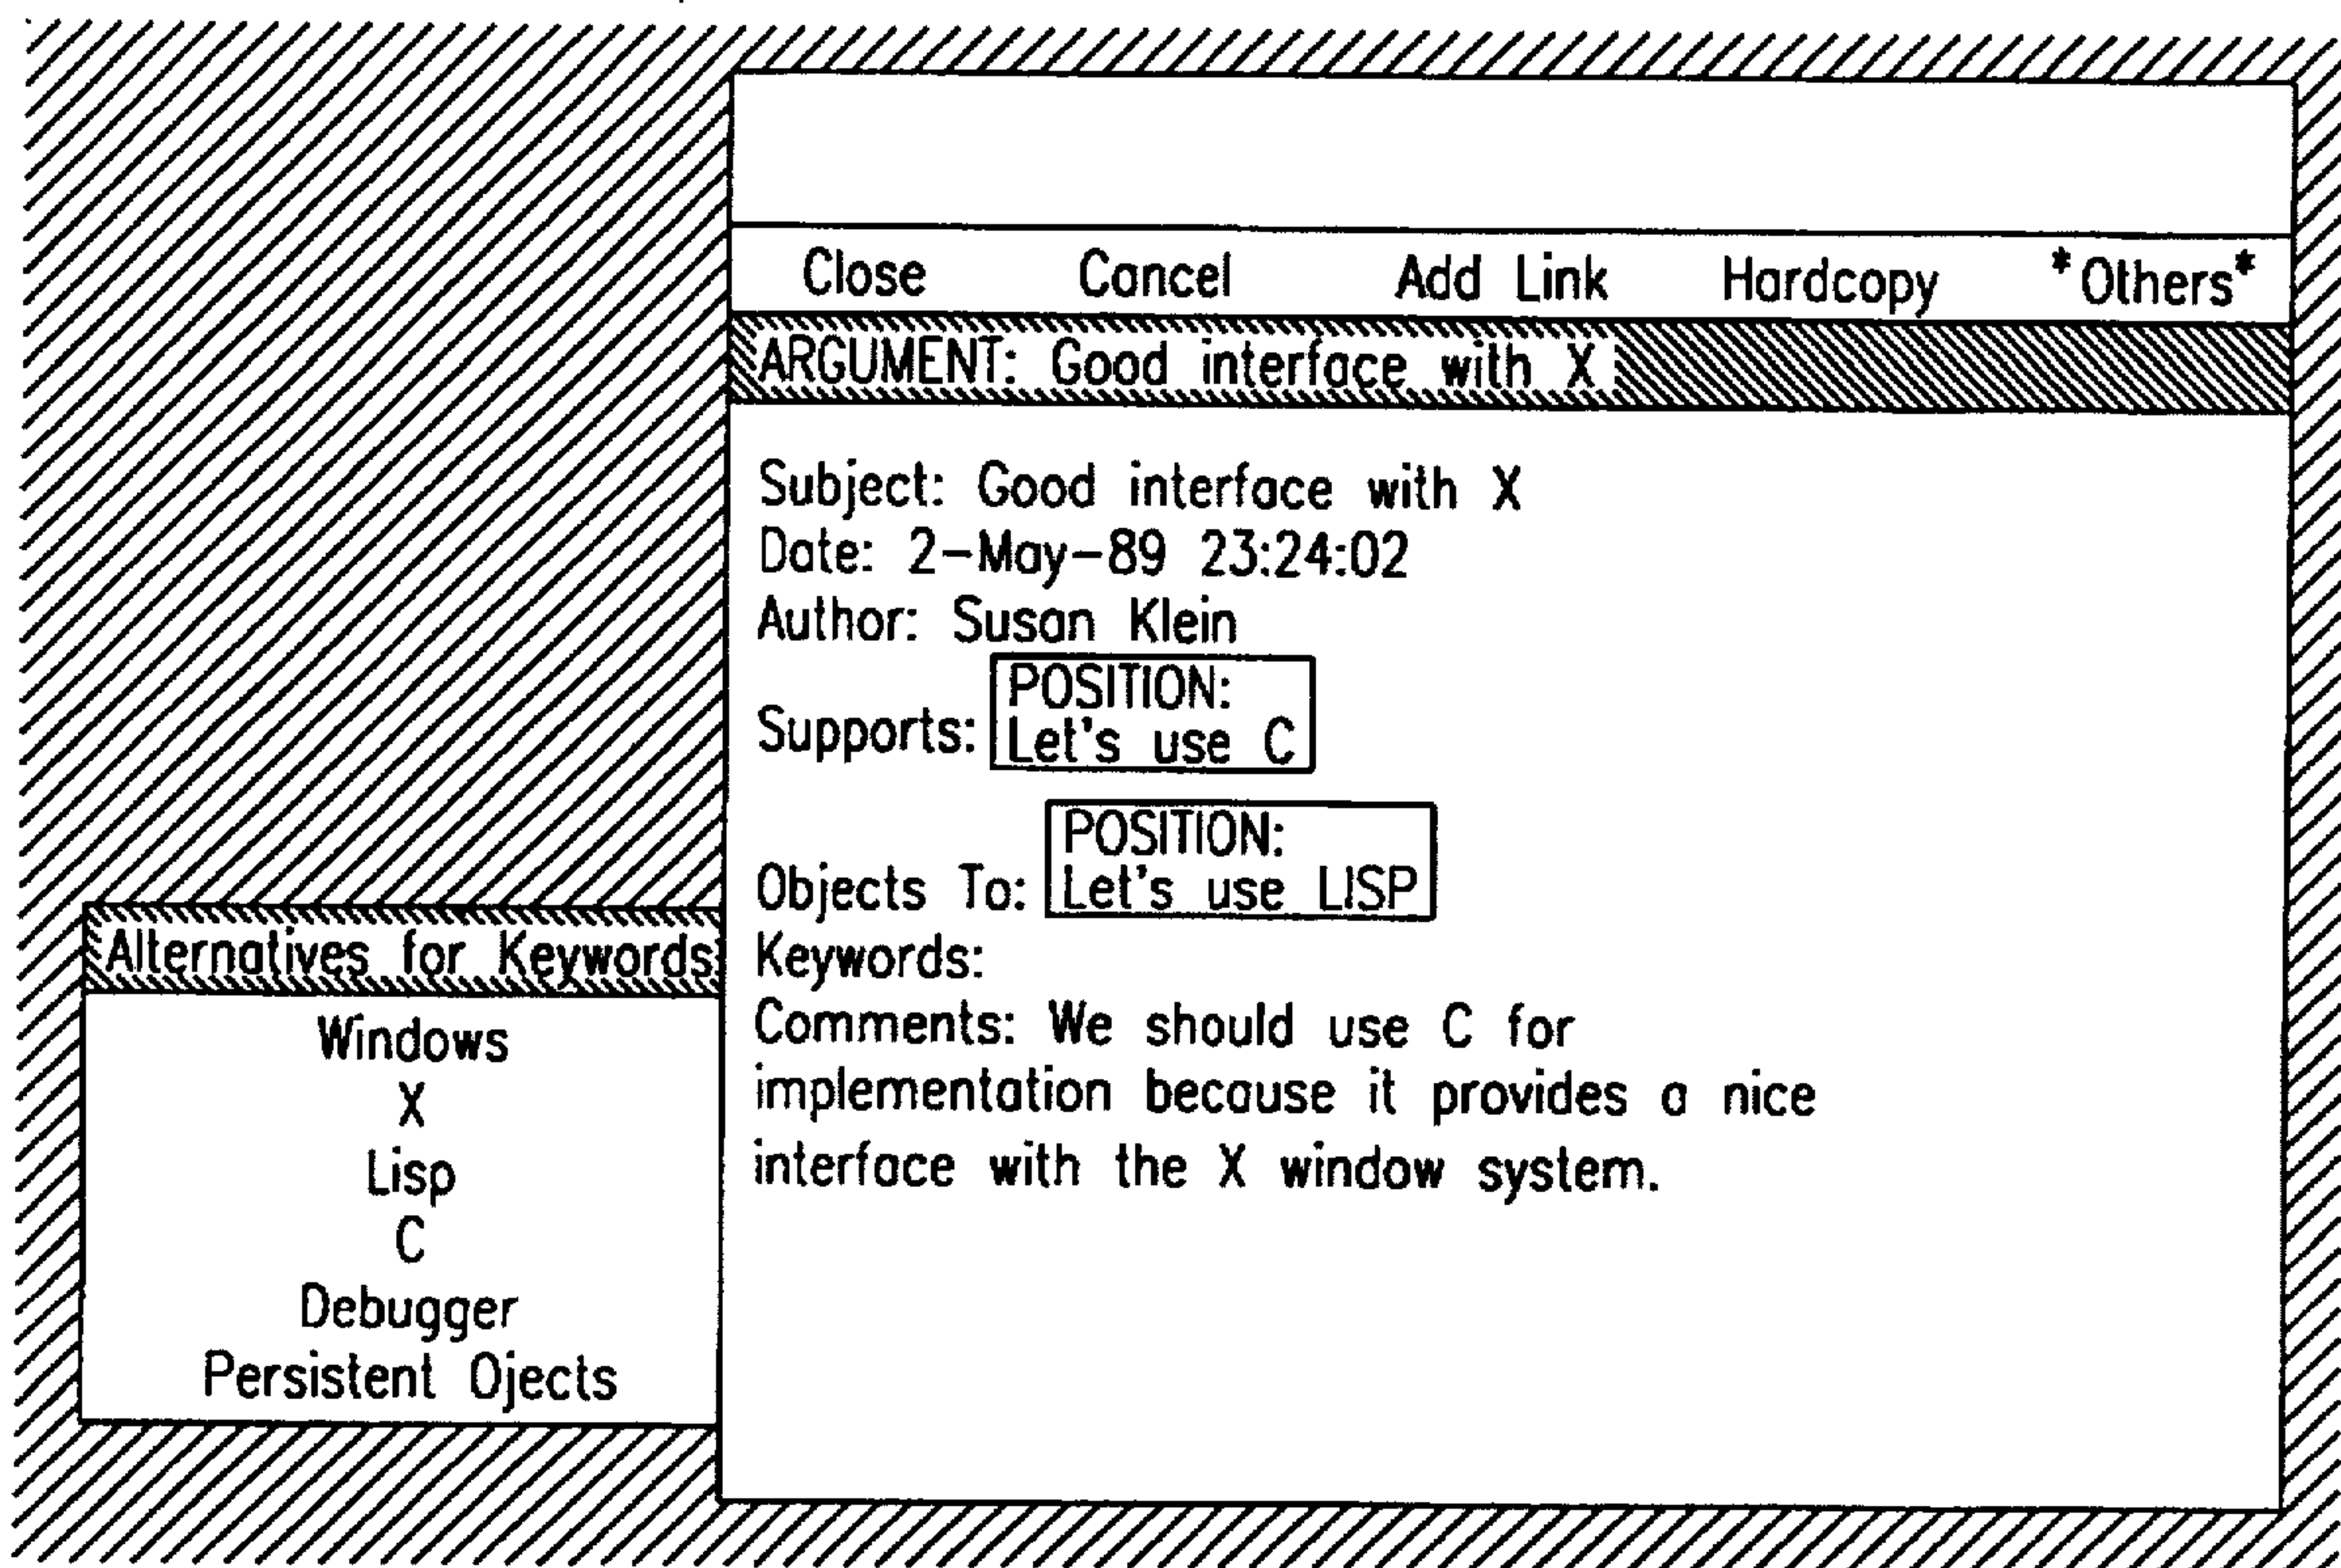 Close Cancel Add Link Hardcopy *Others*
ARGUMENT: Good interface with X
Subject: Good interface with X
Date: 2-May-89 23:24:02
Author: Susan Klein
Supports: POSITION:
Let's use C
Objects To: POSITION:
Let's use LISP
Keywords:
Comments: We should use C for
implementation because it provides a nice
interface with the X window system.
Alternatives for Keywords
Windows
X
Lisp
C
Debugger
Persistent Ojects